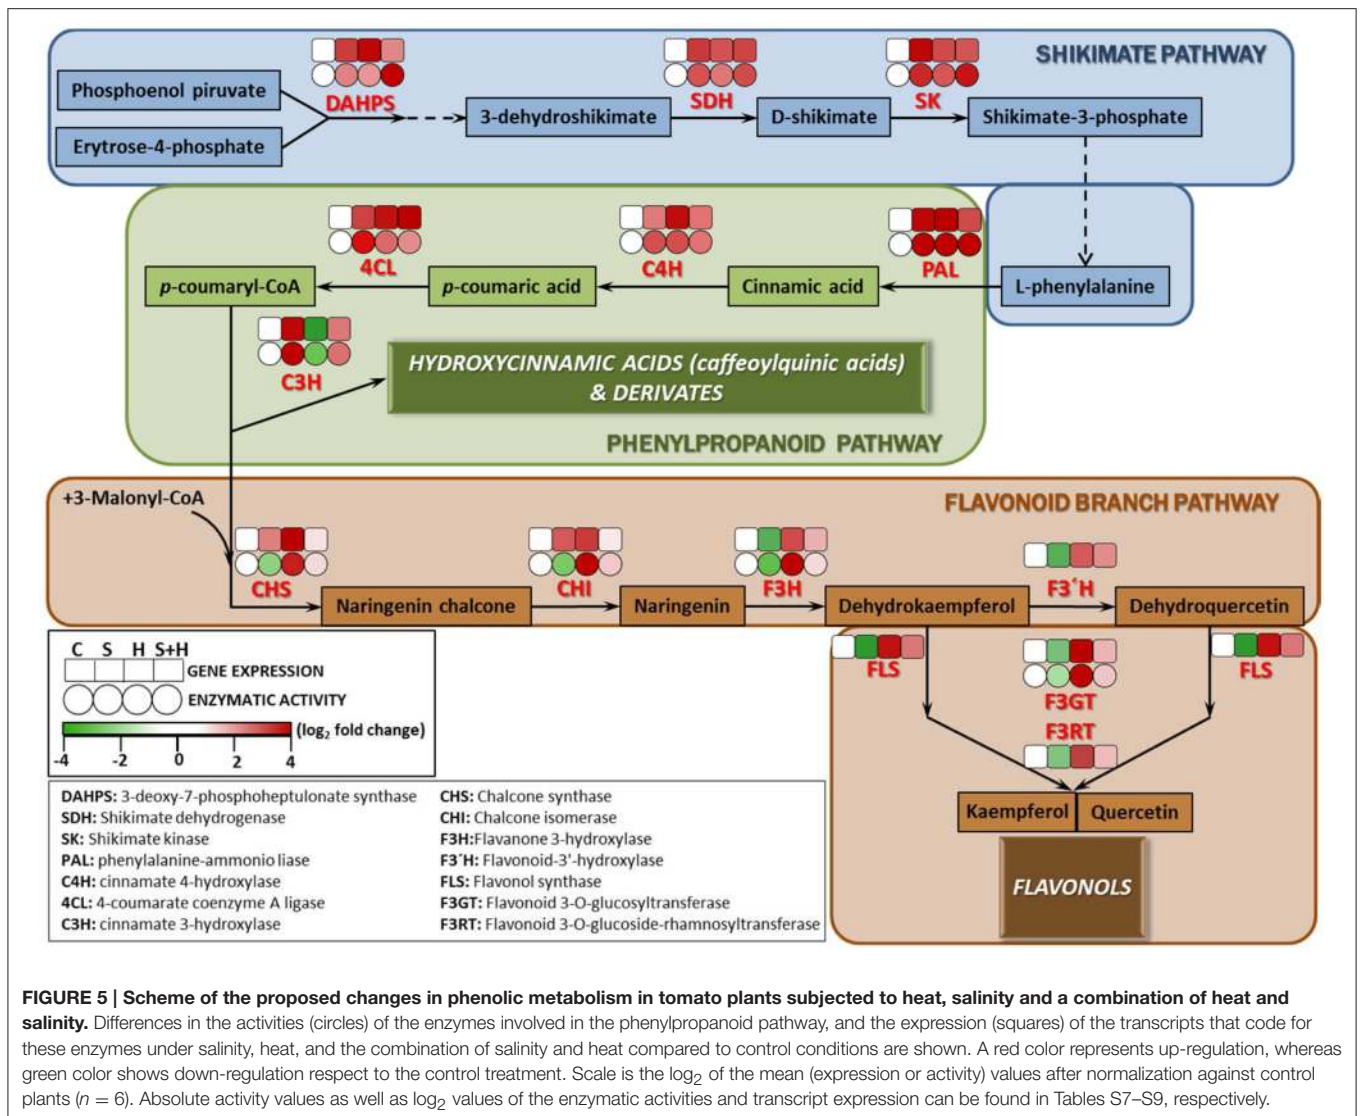 SHIKIMATE PATHWAY
Phosphoenol piruvate
Erytrose-4-phosphate
DAHPS
3-dehydroshikimate
SDH
D-shikimate
SK
Shikimate-3-phosphate
4CL
C4H
PAL
p-coumaryl-CoA
p-coumaric acid
Cinnamic acid
L-phenylalanine
C3H
HYDROXYCINNAMIC ACIDS (caffeoylquinic acids)
& DERIVATES
PHENYLPROPANOID PATHWAY
+3-Malonyl-CoA
FLAVONOID BRANCH PATHWAY
CHS
CHI
F3H
F3´H
Naringenin chalcone
Naringenin
Dehydrokaempferol
Dehydroquercetin
C S H S+H
GENE EXPRESSION
ENZYMATIC ACTIVITY
(log2 fold change)
-4 -2 0 2 4
FLS
F3GT
F3RT
FLS
Kaempferol
Quercetin
FLAVONOLS
DAHPS: 3-deoxy-7-phosphoheptulonate synthase
SDH: Shikimate dehydrogenase
SK: Shikimate kinase
PAL: phenylalanine-ammonio liase
C4H: cinnamate 4-hydroxylase
4CL: 4-coumarate coenzyme A ligase
C3H: cinnamate 3-hydroxylase
CHS: Chalcone synthase
CHI: Chalcone isomerase
F3H:Flavanone 3-hydroxylase
F3´H: Flavonoid-3'-hydroxylase
FLS: Flavonol synthase
F3GT: Flavonoid 3-O-glucosyltransferase
F3RT: Flavonoid 3-O-glucoside-rhamnosyltransferase
FIGURE 5 | Scheme of the proposed changes in phenolic metabolism in tomato plants subjected to heat, salinity and a combination of heat and
salinity. Differences in the activities (circles) of the enzymes involved in the phenylpropanoid pathway, and the expression (squares) of the transcripts that code for
these enzymes under salinity, heat, and the combination of salinity and heat compared to control conditions are shown. A red color represents up-regulation, whereas
green color shows down-regulation respect to the control treatment. Scale is the log2 of the mean (expression or activity) values after normalization against control
plants (n = 6). Absolute activity values as well as log2 values of the enzymatic activities and transcript expression can be found in Tables S7–S9, respectively.